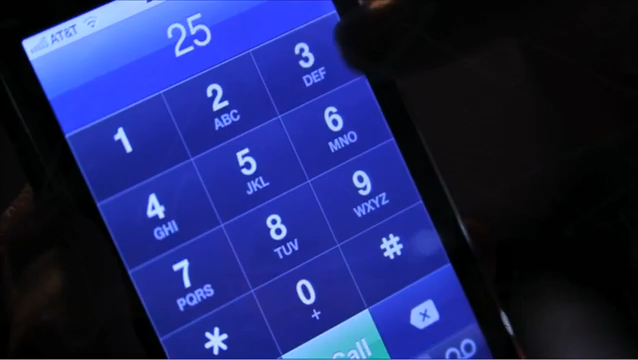 AT&T
25
1
2
ABC
3
DEF
4
GHI
5
JKL
6
MNO
7
PQRS
8
TUV
9
WXYZ
*
0
+
#
Call